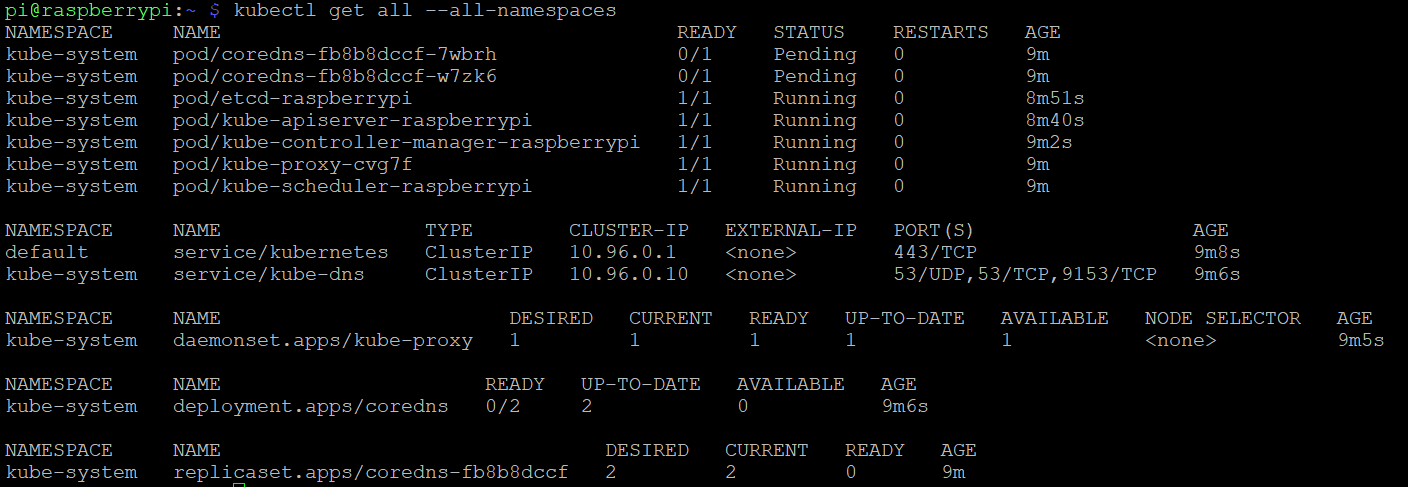 pi@raspberrypi:~ $ kubectl get all --all-namespaces
NAMESPACE NAME READY STATUS RESTARTS AGE
kube-system pod/coredns-fb8b8dccf-7wbrh 0/1 Pending 0 9m
kube-system pod/coredns-fb8b8dccf-w7zk6 0/1 Pending 0 9m
kube-system pod/etcd-raspberrypi 1/1 Running 0 8m51s
kube-system pod/kube-apiserver-raspberrypi 1/1 Running 0 8m40s
kube-system pod/kube-controller-manager-raspberrypi 1/1 Running 0 9m2s
kube-system pod/kube-proxy-cvg7f 1/1 Running 0 9m
kube-system pod/kube-scheduler-raspberrypi 1/1 Running 0 9m
NAMESPACE NAME TYPE CLUSTER-IP EXTERNAL-IP PORT(S) AGE
default service/kubernetes ClusterIP 10.96.0.1 <none> 443/TCP 9m8s
kube-system service/kube-dns ClusterIP 10.96.0.10 <none> 53/UDP,53/TCP,9153/TCP 9m6s
NAMESPACE NAME DESIRED CURRENT READY UP-TO-DATE AVAILABLE NODE SELECTOR AGE
kube-system daemonset.apps/kube-proxy 1 1 1 1 1 <none> 9m5s
NAMESPACE NAME READY UP-TO-DATE AVAILABLE AGE
kube-system deployment.apps/coredns 0/2 2 0 9m6s
NAMESPACE NAME DESIRED CURRENT READY AGE
kube-system replicaset.apps/coredns-fb8b8dccf 2 2 0 9m